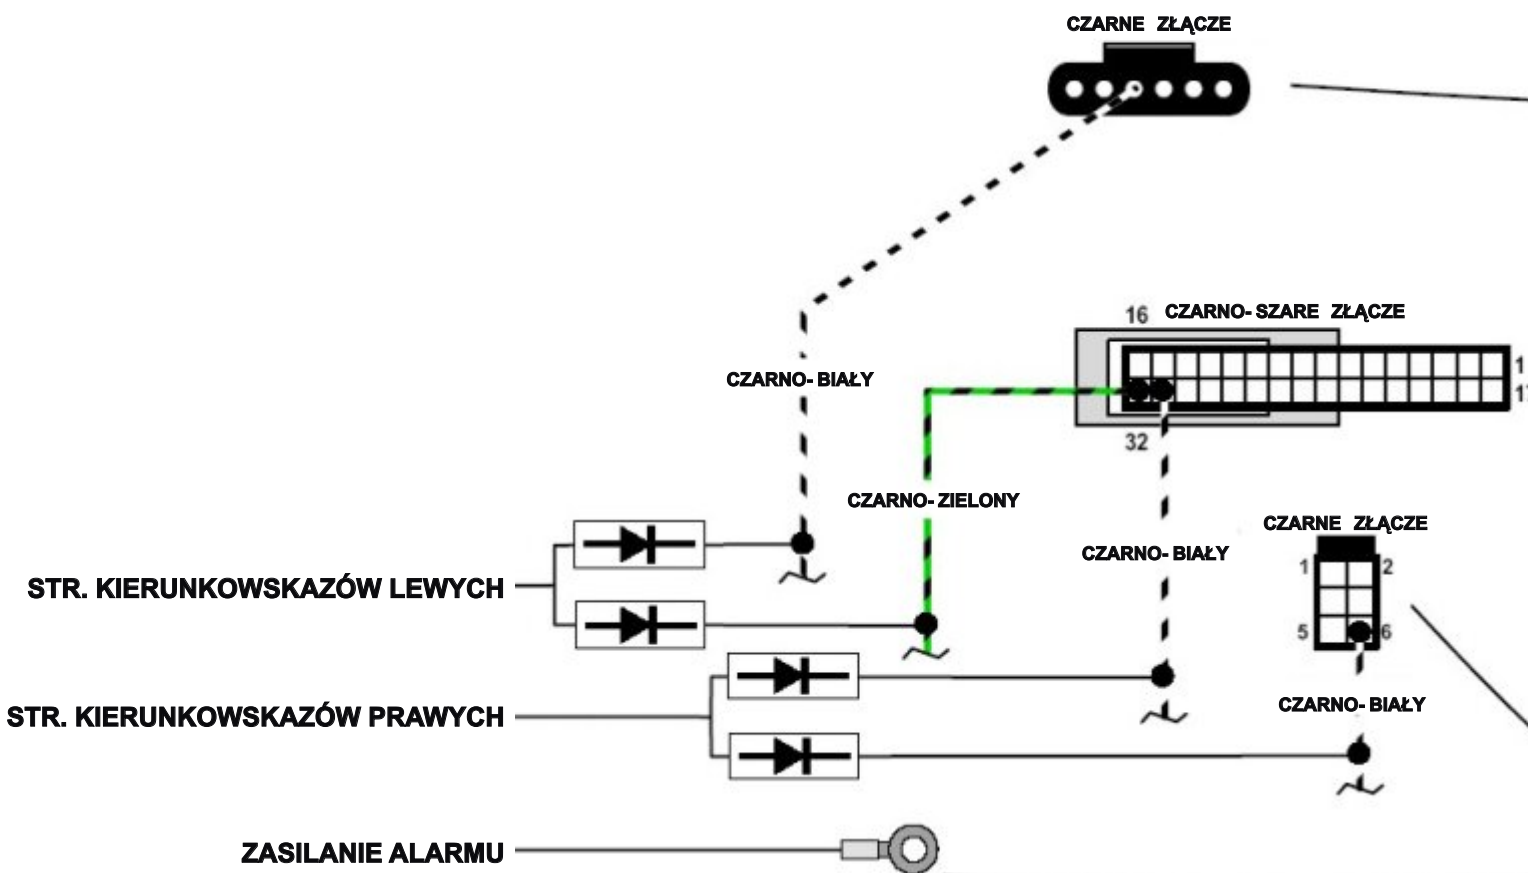 CZARNE ZŁĄCZE
16 CZARNO-SZARE ZŁĄCZE
1
CZARNO-BIAŁY
32
CZARNO-ZIELONY
CZARNE ZŁĄCZE
CZARNO-BIAŁY
1 2
STR. KIERUNKOWSKAZÓW LEWYCH
5 6
CZARNO-BIAŁY
STR. KIERUNKOWSKAZÓW PRAWYCH
ZASILANIE ALARMU